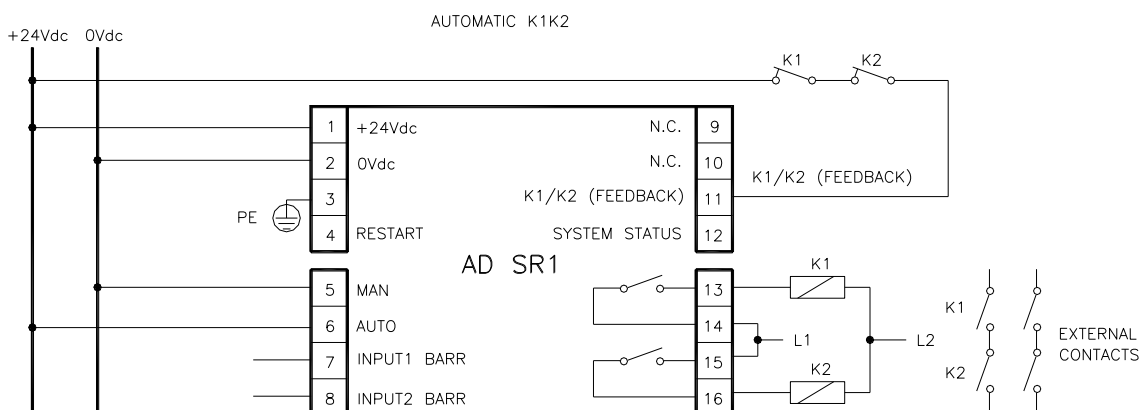 AUTOMATIC K1K2
+24Vdc 0Vdc
K1 K2
1 +24Vdc N.C. 9
2 0Vdc N.C. 10
K1/K2 (FEEDBACK)
3 K1/K2 (FEEDBACK) 11
PE
4 RESTART SYSTEM STATUS 12
AD SR1
K1
5 MAN 13
K1
6 AUTO 14
L1 L2
EXTERNAL
CONTACTS
7 INPUT1 BARR 15
K2
K2
8 INPUT2 BARR 16